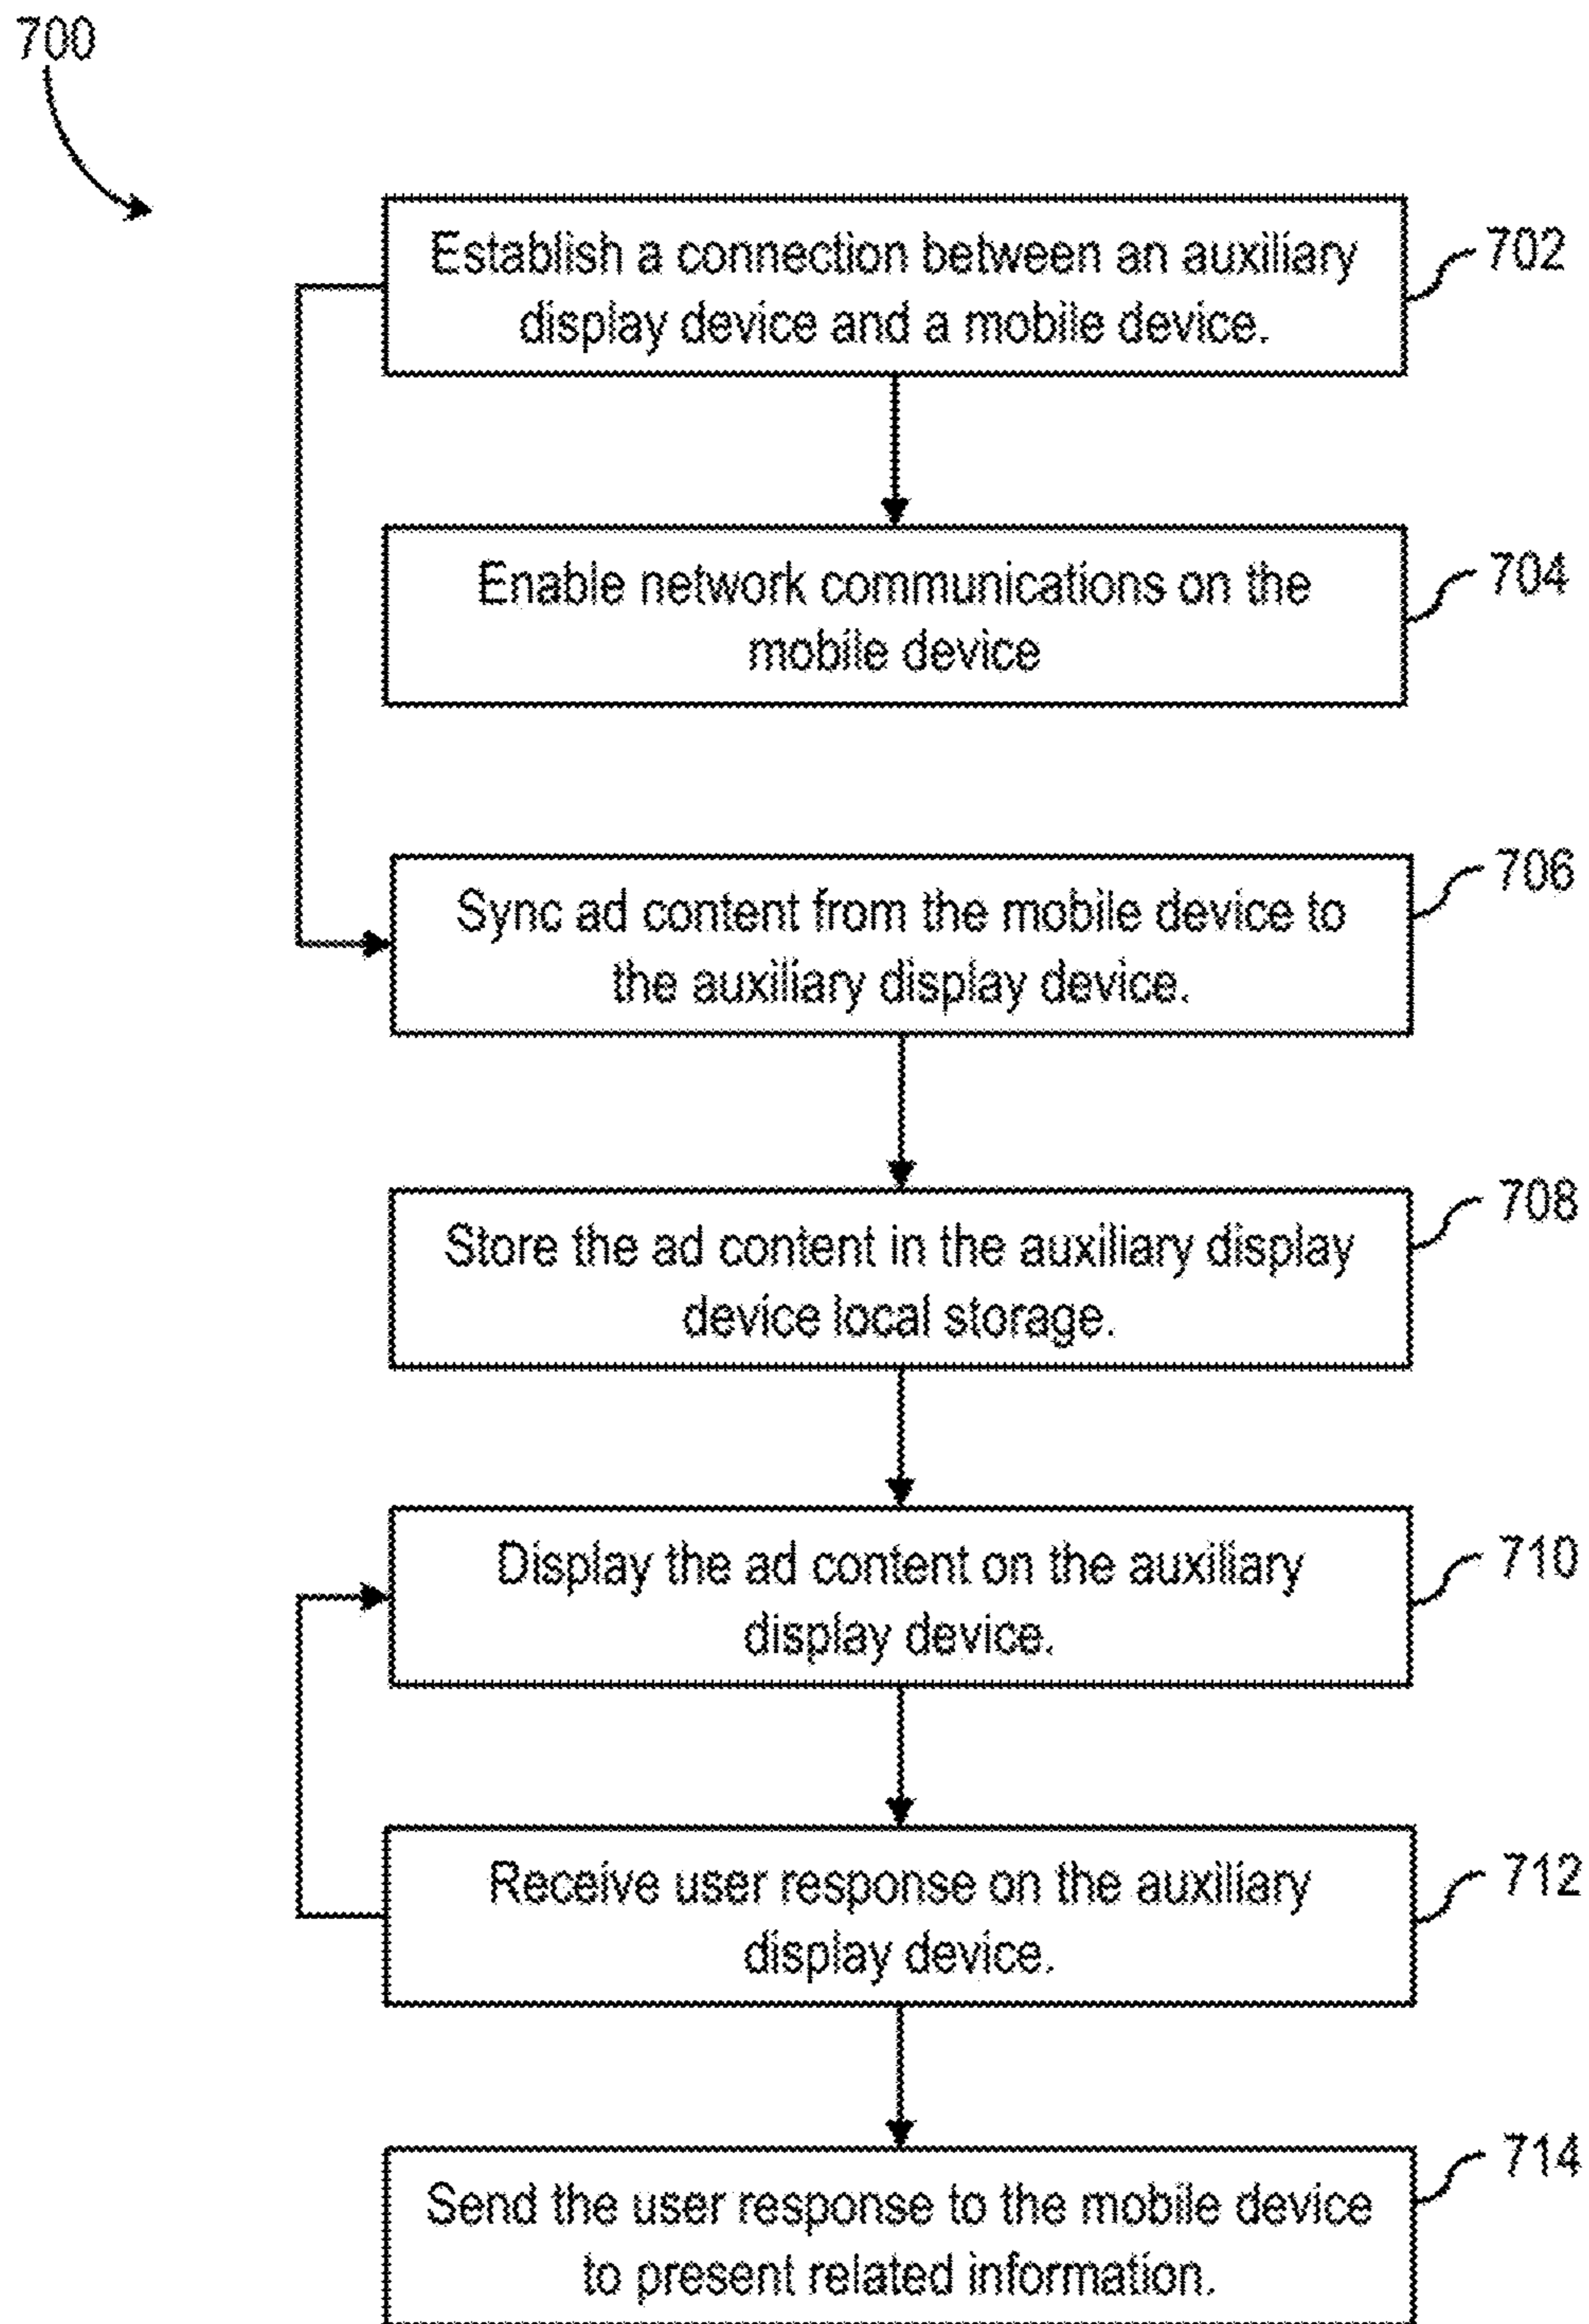 700
Establish a connection between an auxiliary
display device and a mobile device.
702
Enable network communications on the
mobile device
704
Sync ad content from the mobile device to
the auxiliary display device.
706
Store the ad content in the auxiliary display
device local storage.
708
Display the ad content on the auxiliary
display device.
710
Receive user response on the auxiliary
display device.
712
Send the user response to the mobile device
to present related information.
714